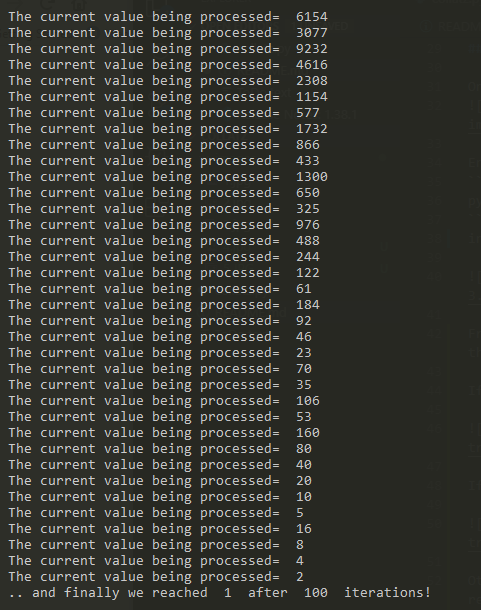 The current value being processed=  6154
The current value being processed=  3077
The current value being processed=  9232
The current value being processed=  4616
The current value being processed=  2308
The current value being processed=  1154
The current value being processed=  577
The current value being processed=  1732
The current value being processed=  866
The current value being processed=  433
The current value being processed=  1300
The current value being processed=  650
The current value being processed=  325
The current value being processed=  976
The current value being processed=  488
The current value being processed=  244
The current value being processed=  122
The current value being processed=  61
The current value being processed=  184
The current value being processed=  92
The current value being processed=  46
The current value being processed=  23
The current value being processed=  70
The current value being processed=  35
The current value being processed=  106
The current value being processed=  53
The current value being processed=  160
The current value being processed=  80
The current value being processed=  40
The current value being processed=  20
The current value being processed=  10
The current value being processed=  5
The current value being processed=  16
The current value being processed=  8
The current value being processed=  4
The current value being processed=  2
.. and finally we reached  1  after  100  iterations!